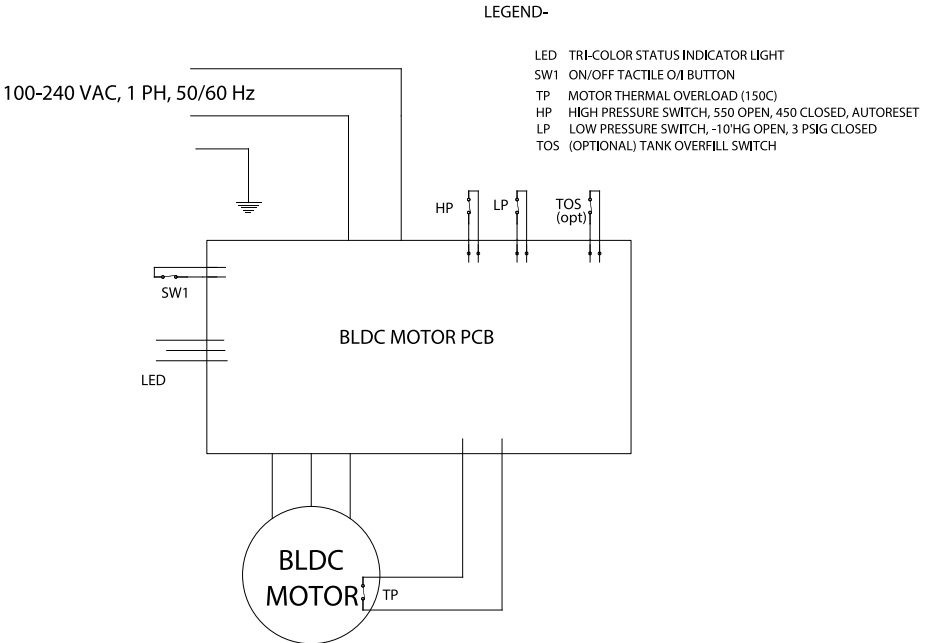 LEGEND-
LED TRI-COLOR STATUS INDICATOR LIGHT
SW1 ON/OFF TACTILE O/I BUTTON
TP MOTOR THERMAL OVERLOAD (150C)
HP HIGH PRESSURE SWITCH, 550 OPEN, 450 CLOSED, AUTORESET
LP LOW PRESSURE SWITCH, -10'HG OPEN, 3 PSIG CLOSED
TOS (OPTIONAL) TANK OVERFILL SWITCH
100-240 VAC, 1 PH, 50/60 Hz
HP
LP
TOS
(opt)
SW1
BLDC MOTOR PCB
LED
BLDC
MOTOR
TP